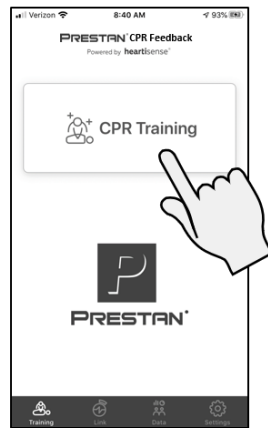 Verizon 8:40 AM 93%
PRESTAN® CPR Feedback
Powered by heartisense®
CPR Training
PRESTAN®
Training Link Data Settings